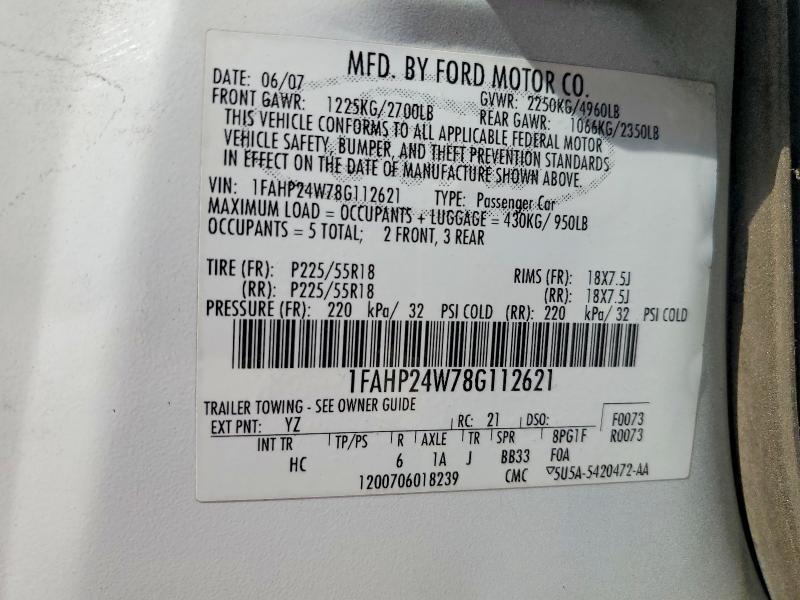 MFD. BY FORD MOTOR CO.
DATE: 06/07 GVWR: 2250KG/4960LB
FRONT GAWR: 1225KG/2700LB REAR GAWR: 1066KG/2350LB
THIS VEHICLE CONFORMS TO ALL APPLICABLE FEDERAL MOTOR
VEHICLE SAFETY, BUMPER, AND THEFT PREVENTION STANDARDS
IN EFFECT ON THE DATE OF MANUFACTURE SHOWN ABOVE.
VIN: 1FAHP24W78G112621 TYPE: Passenger Car
MAXIMUM LOAD = OCCUPANTS + LUGGAGE = 430KG/ 950LB
OCCUPANTS = 5 TOTAL; 2 FRONT, 3 REAR
TIRE (FR): P225/55R18 RIMS (FR): 18X7.5J
(RR): P225/55R18 (RR): 18X7.5J
PRESSURE (FR): 220 kPa/ 32 PSI COLD (RR): 220 kPa/ 32 PSI COLD
1FAHP24W78G112621
TRAILER TOWING - SEE OWNER GUIDE
EXT PNT: YZ RC: 21 DSO: F0073
INT TR TP/PS R AXLE TR SPR 8PG1F R0073
HC 6 1A J BB33 F0A
1200706018239 CMC 5U5A-5420472-AA